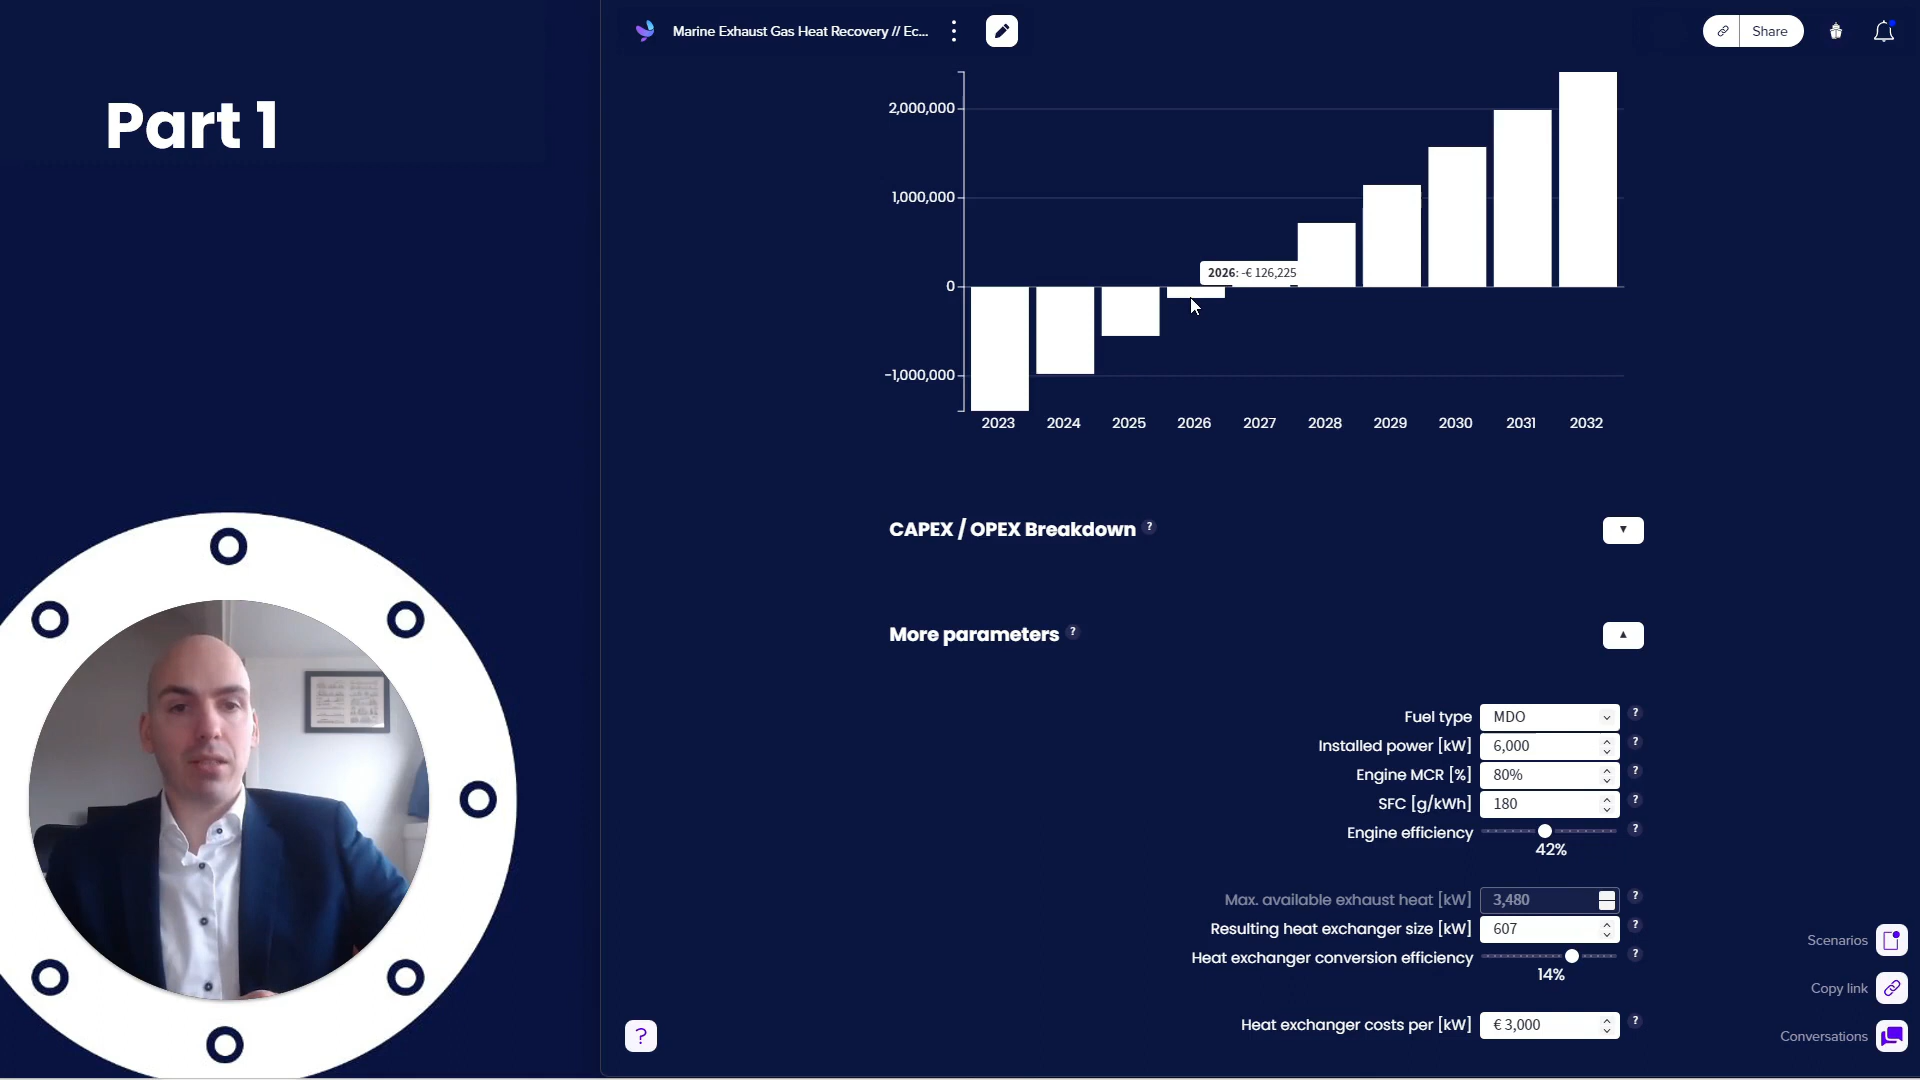 Part 1
Marine Exhaust Gas Heat Recovery // Ec...
Share
2,000,000
1,000,000
0
-1,000,000
2026: -€ 126,225
2023 2024 2025 2026 2027 2028 2029 2030 2031 2032
CAPEX / OPEX Breakdown ?
More parameters ?
Fuel type MDO ?
Installed power [kW] 6,000 ?
Engine MCR [%] 80% ?
SFC [g/kWh] 180 ?
Engine efficiency ?
42%
Max. available exhaust heat [kW] 3,480 ?
Resulting heat exchanger size [kW] 607 ?
Heat exchanger conversion efficiency ?
14%
Heat exchanger costs per [kW] € 3,000 ?
Scenarios
Copy link
Conversations
?